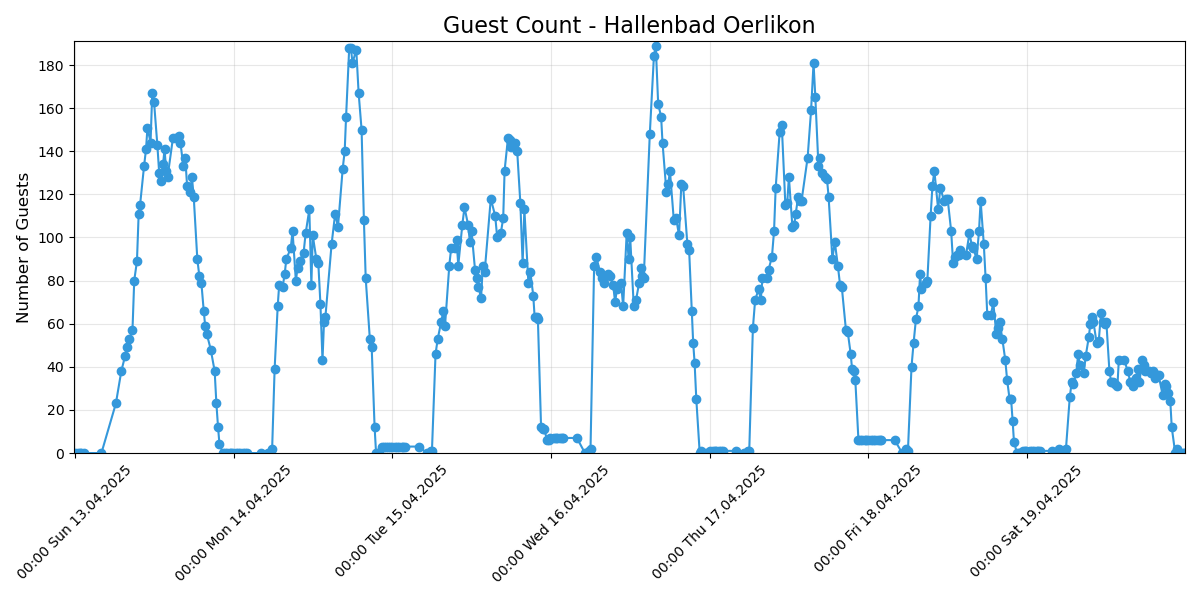 Guest Count - Hallenbad Oerlikon
Number of Guests
180
160
140
120
100
80
60
40
20
0
00:00 Sun 13.04.2025
00:00 Mon 14.04.2025
00:00 Tue 15.04.2025
00:00 Wed 16.04.2025
00:00 Thu 17.04.2025
00:00 Fri 18.04.2025
00:00 Sat 19.04.2025